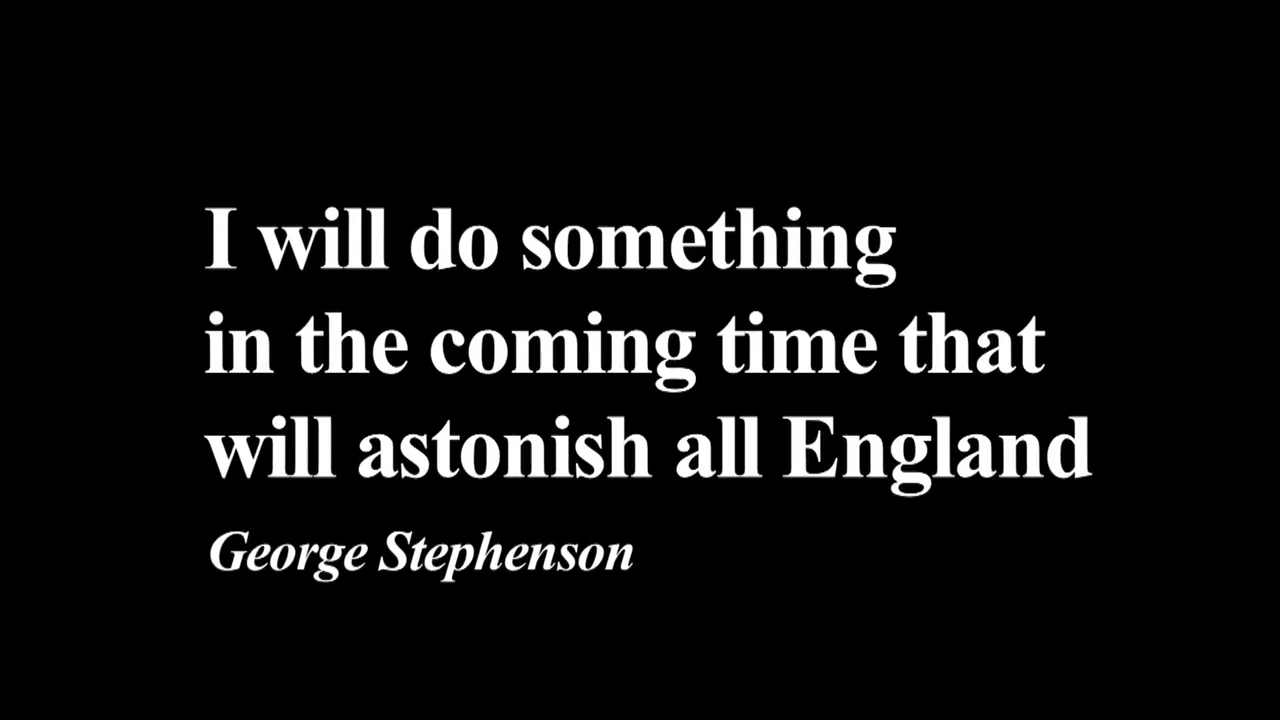 I will do something
in the coming time that
will astonish all England
George Stephenson